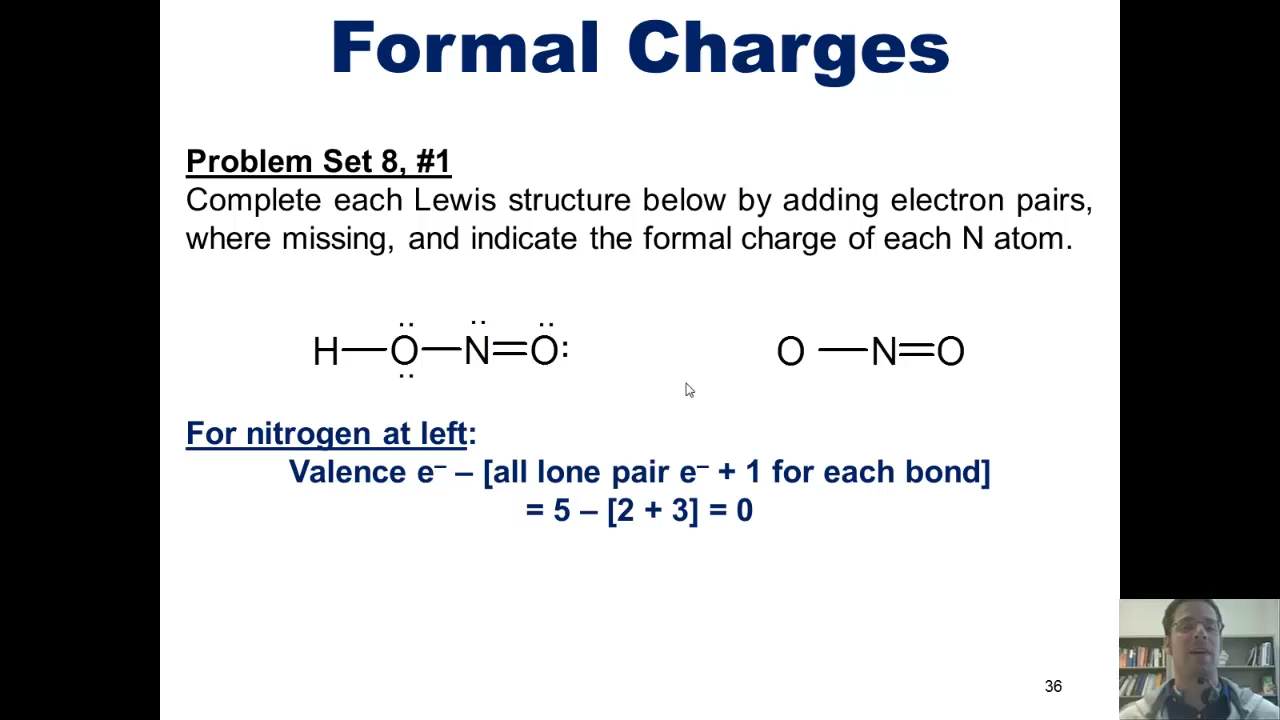 Formal Charges
Problem Set 8, #1
Complete each Lewis structure below by adding electron pairs,
where missing, and indicate the formal charge of each N atom.
H—O—N=O: O—N=O
For nitrogen at left:
Valence e⁻ – [all lone pair e⁻ + 1 for each bond]
= 5 – [2 + 3] = 0
36